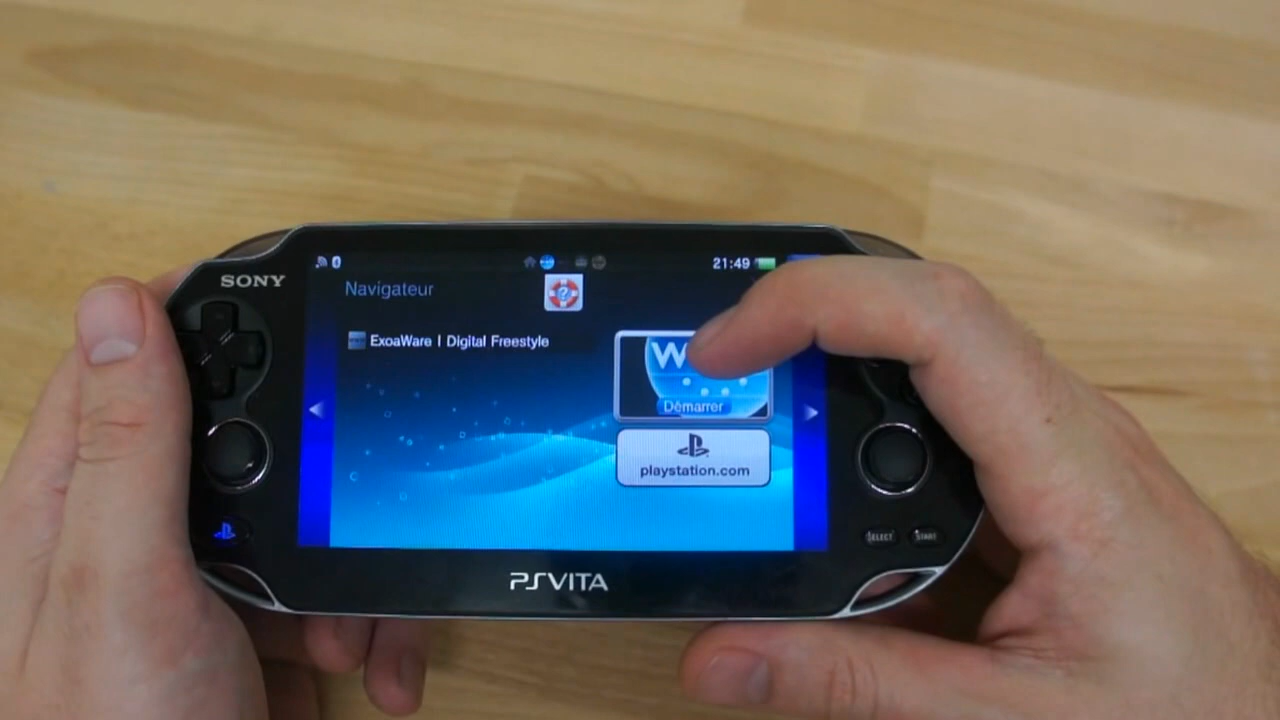 SONY
21:49
Navigateur
ExoaWare | Digital Freestyle
W
Démarrer
playstation.com
SELECT
START
PSVITA